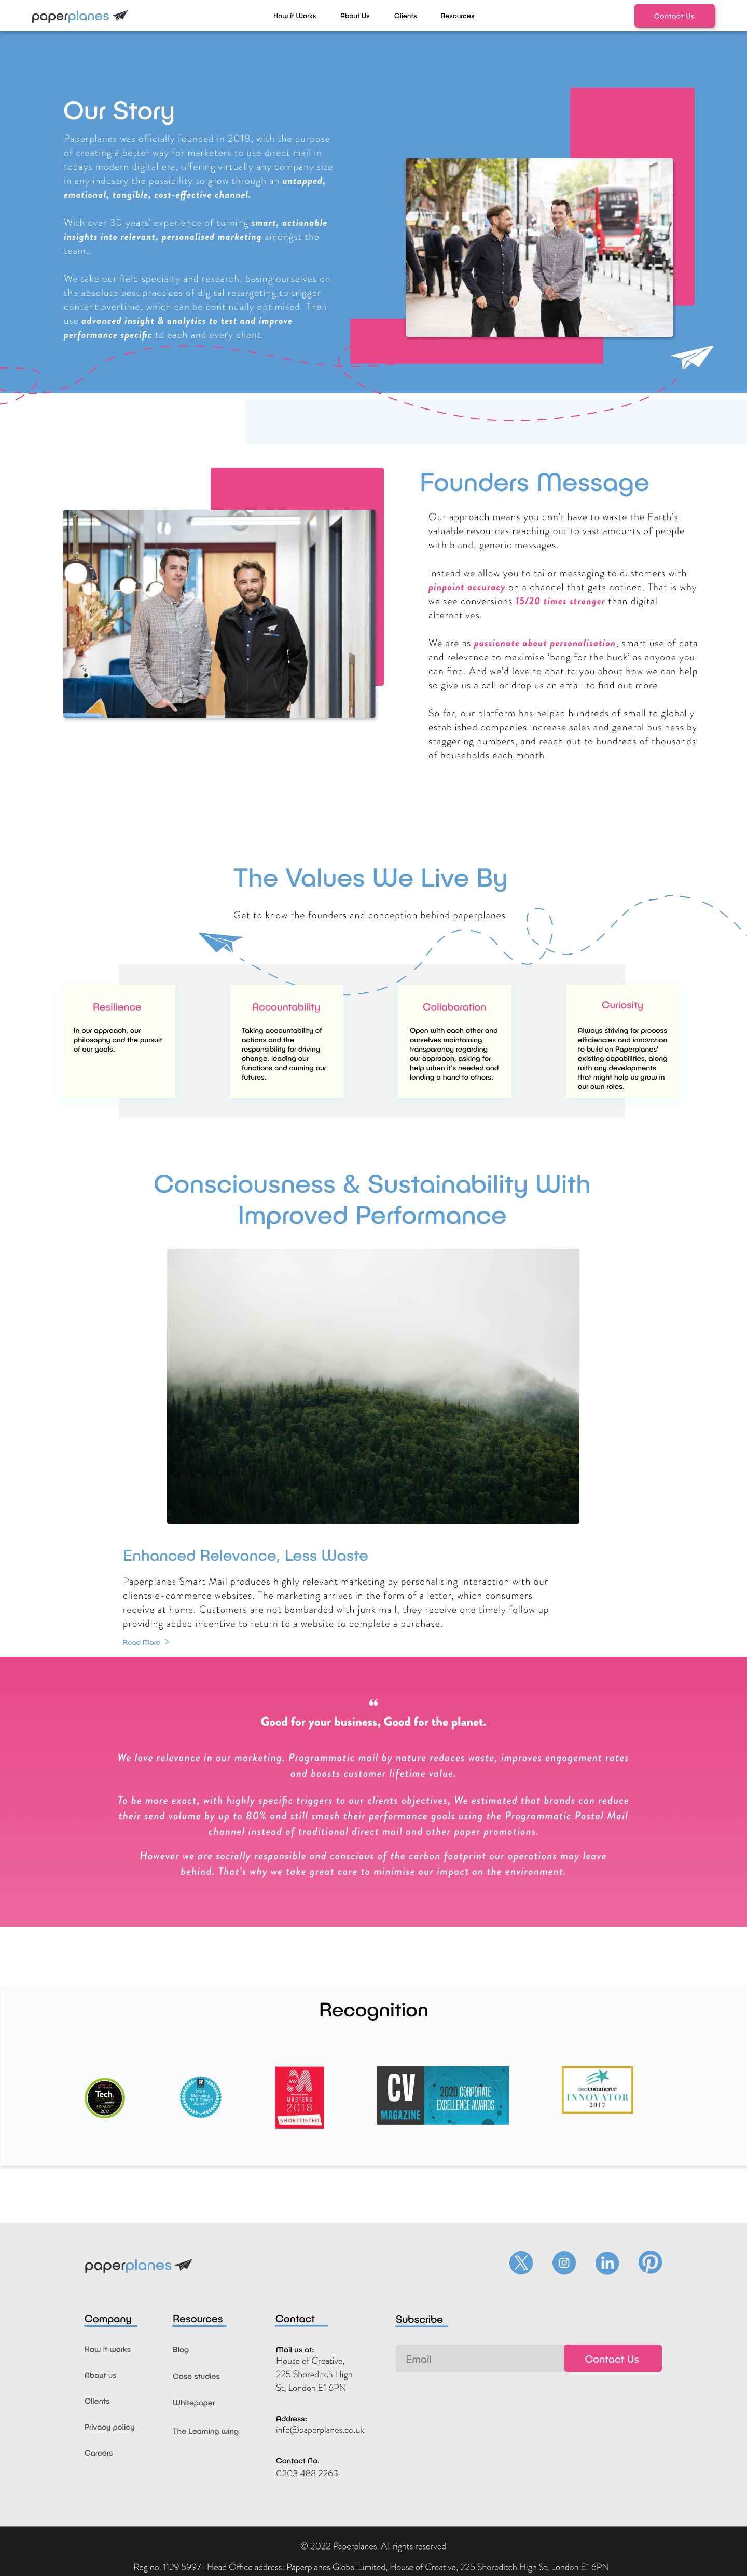 paperplanes
How it Works About Us Clients Resources
Contact Us
Our Story
Paperplanes was officially founded in 2018, with the purpose
of creating a better way for marketers to use direct mail in
todays modern digital era, offering virtually any company size
in any industry the possibility to grow through an untapped,
emotional, tangible, cost-effective channel.
With over 30 years' experience of turning smart, actionable
insights into relevant, personalised marketing amongst the
team...
We take our field specialty and research, basing ourselves on
the absolute best practices of digital retargeting to trigger
content overtime, which can be continually optimised. Then
use advanced insight & analytics to test and improve
performance specific to each and every client.
Founders Message
Our approach means you don't have to waste the Earth's
valuable resources reaching out to vast amounts of people
with bland, generic messages.
Instead we allow you to tailor messaging to customers with
pinpoint accuracy on a channel that gets noticed. That is why
we see conversions 15/20 times stronger than digital
alternatives.
We are as passionate about personalisation, smart use of data
and relevance to maximise 'bang for the buck' as anyone you
can find. And we'd love to chat to you about how we can help
so give us a call or drop us an email to find out more.
So far, our platform has helped hundreds of small to globally
established companies increase sales and general business by
staggering numbers, and reach out to hundreds of thousands
of households each month.
The Values We Live By
Get to know the founders and conception behind paperplanes
Resilience
In our approach, our
philosophy and the pursuit
of our goals.
Accountability
Taking accountability of
actions and the
responsibility for driving
change, leading our
functions and owning our
futures.
Collaboration
Open with each other and
ourselves maintaining
transparency regarding
our approach, asking for
help when it's needed and
lending a hand to others.
Curiosity
Always striving for process
efficiencies and innovation
to build on Paperplanes'
existing capabilities, along
with any developments
that might help us grow in
our own roles.
Consciousness & Sustainability With
Improved Performance
Enhanced Relevance, Less Waste
Paperplanes Smart Mail produces highly relevant marketing by personalising interaction with our
clients e-commerce websites. The marketing arrives in the form of a letter, which consumers
receive at home. Customers are not bombarded with junk mail, they receive one timely follow up
providing added incentive to return to a website to complete a purchase.
Read More >
“
Good for your business, Good for the planet.
We love relevance in our marketing. Programmatic mail by nature reduces waste, improves engagement rates
and boosts customer lifetime value.
To be more exact, with highly specific triggers to our clients objectives, We estimated that brands can reduce
their send volume by up to 80% and still smash their performance goals using the Programmatic Postal Mail
channel instead of traditional direct mail and other paper promotions.
However we are socially responsible and conscious of the carbon footprint our operations may leave
behind. That's why we take great care to minimise our impact on the environment.
Recognition
Tech.
FINALIST
2017
2018
Marketing
Awards
MASTERS
2018
SHORTLISTED
CV
MAGAZINE
2020 CORPORATE
EXCELLENCE AWARDS
directcommerce
INNOVATOR
2017
paperplanes
Company
How it works
About us
Clients
Privacy policy
Careers
Resources
Blog
Case studies
Whitepaper
The Learning wing
Contact
Mail us at:
House of Creative,
225 Shoreditch High
St, London E1 6PN
Address:
info@paperplanes.co.uk
Contact No.
0203 488 2263
Subscribe
Email
Contact Us
© 2022 Paperplanes. All rights reserved
Reg no. 1129 5997 | Head Office address: Paperplanes Global Limited, House of Creative, 225 Shoreditch High St, London E1 6PN